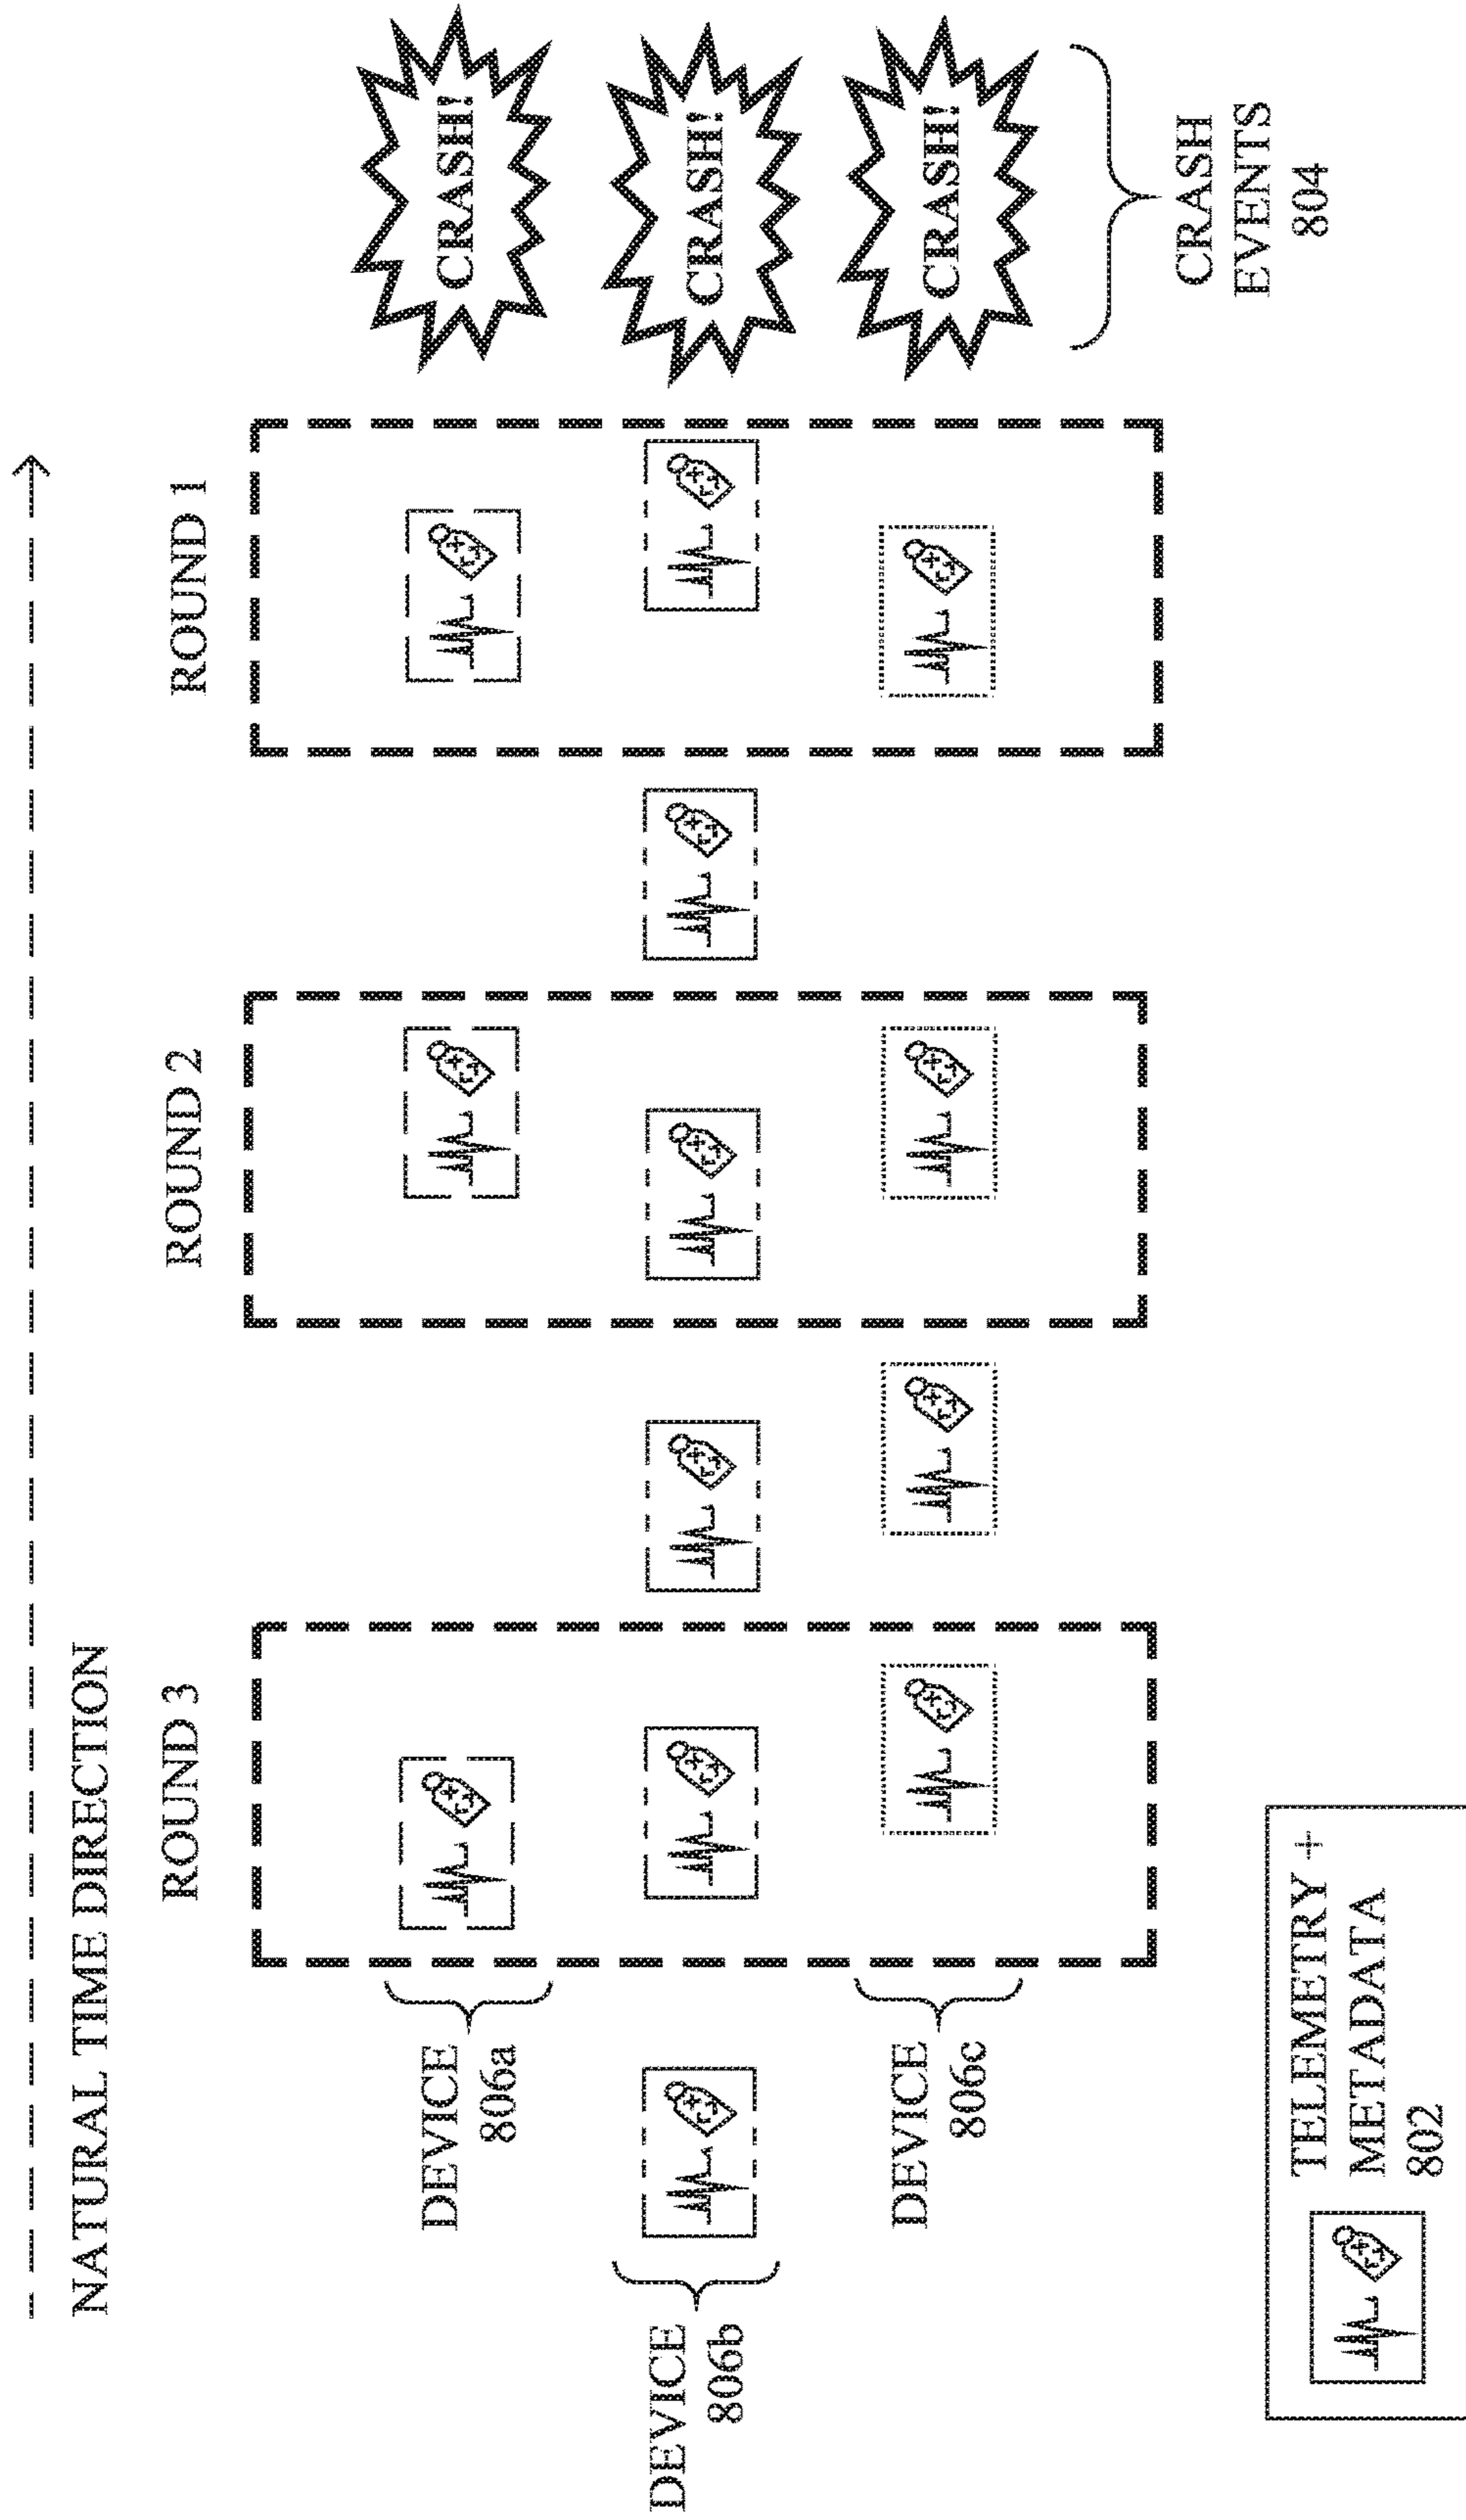 NATURAL TIME DIRECTION
ROUND 3
ROUND 2
ROUND 1
DEVICE
806a
DEVICE
806b
DEVICE
806c
CRASH!
CRASH!
CRASH!
CRASH
EVENTS
804
TELEMETRY +
METADATA
802